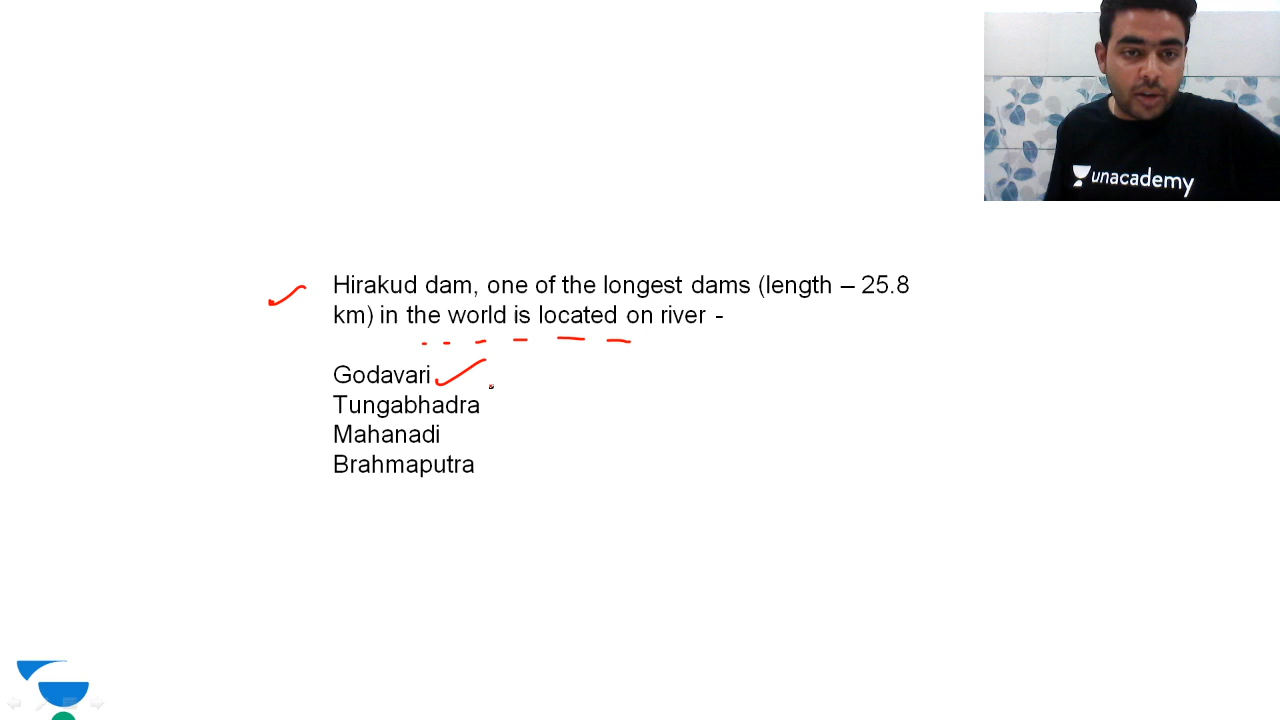 unacademy
Hirakud dam, one of the longest dams (length – 25.8
km) in the world is located on river -
Godavari
Tungabhadra
Mahanadi
Brahmaputra